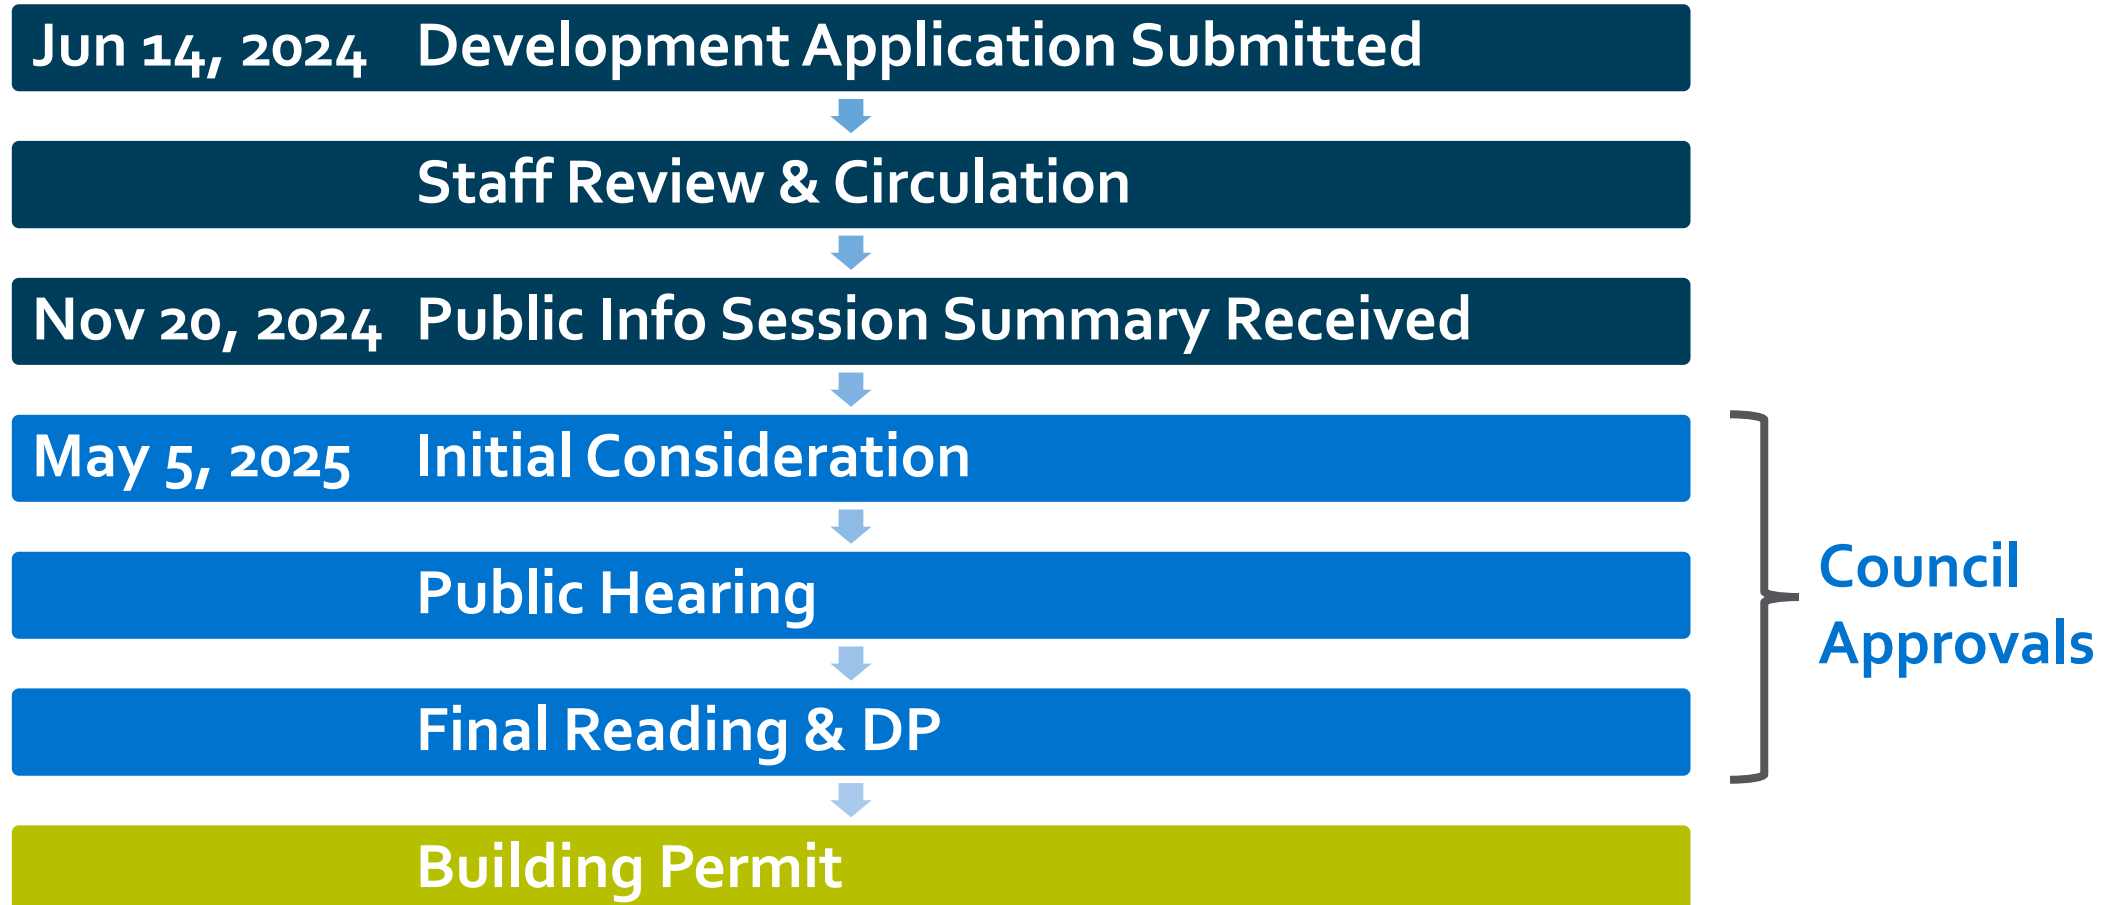 Jun 14, 2024 Development Application Submitted
Staff Review & Circulation
Nov 20, 2024 Public Info Session Summary Received
May 5, 2025 Initial Consideration
Public Hearing
Final Reading & DP
Building Permit
Council
Approvals